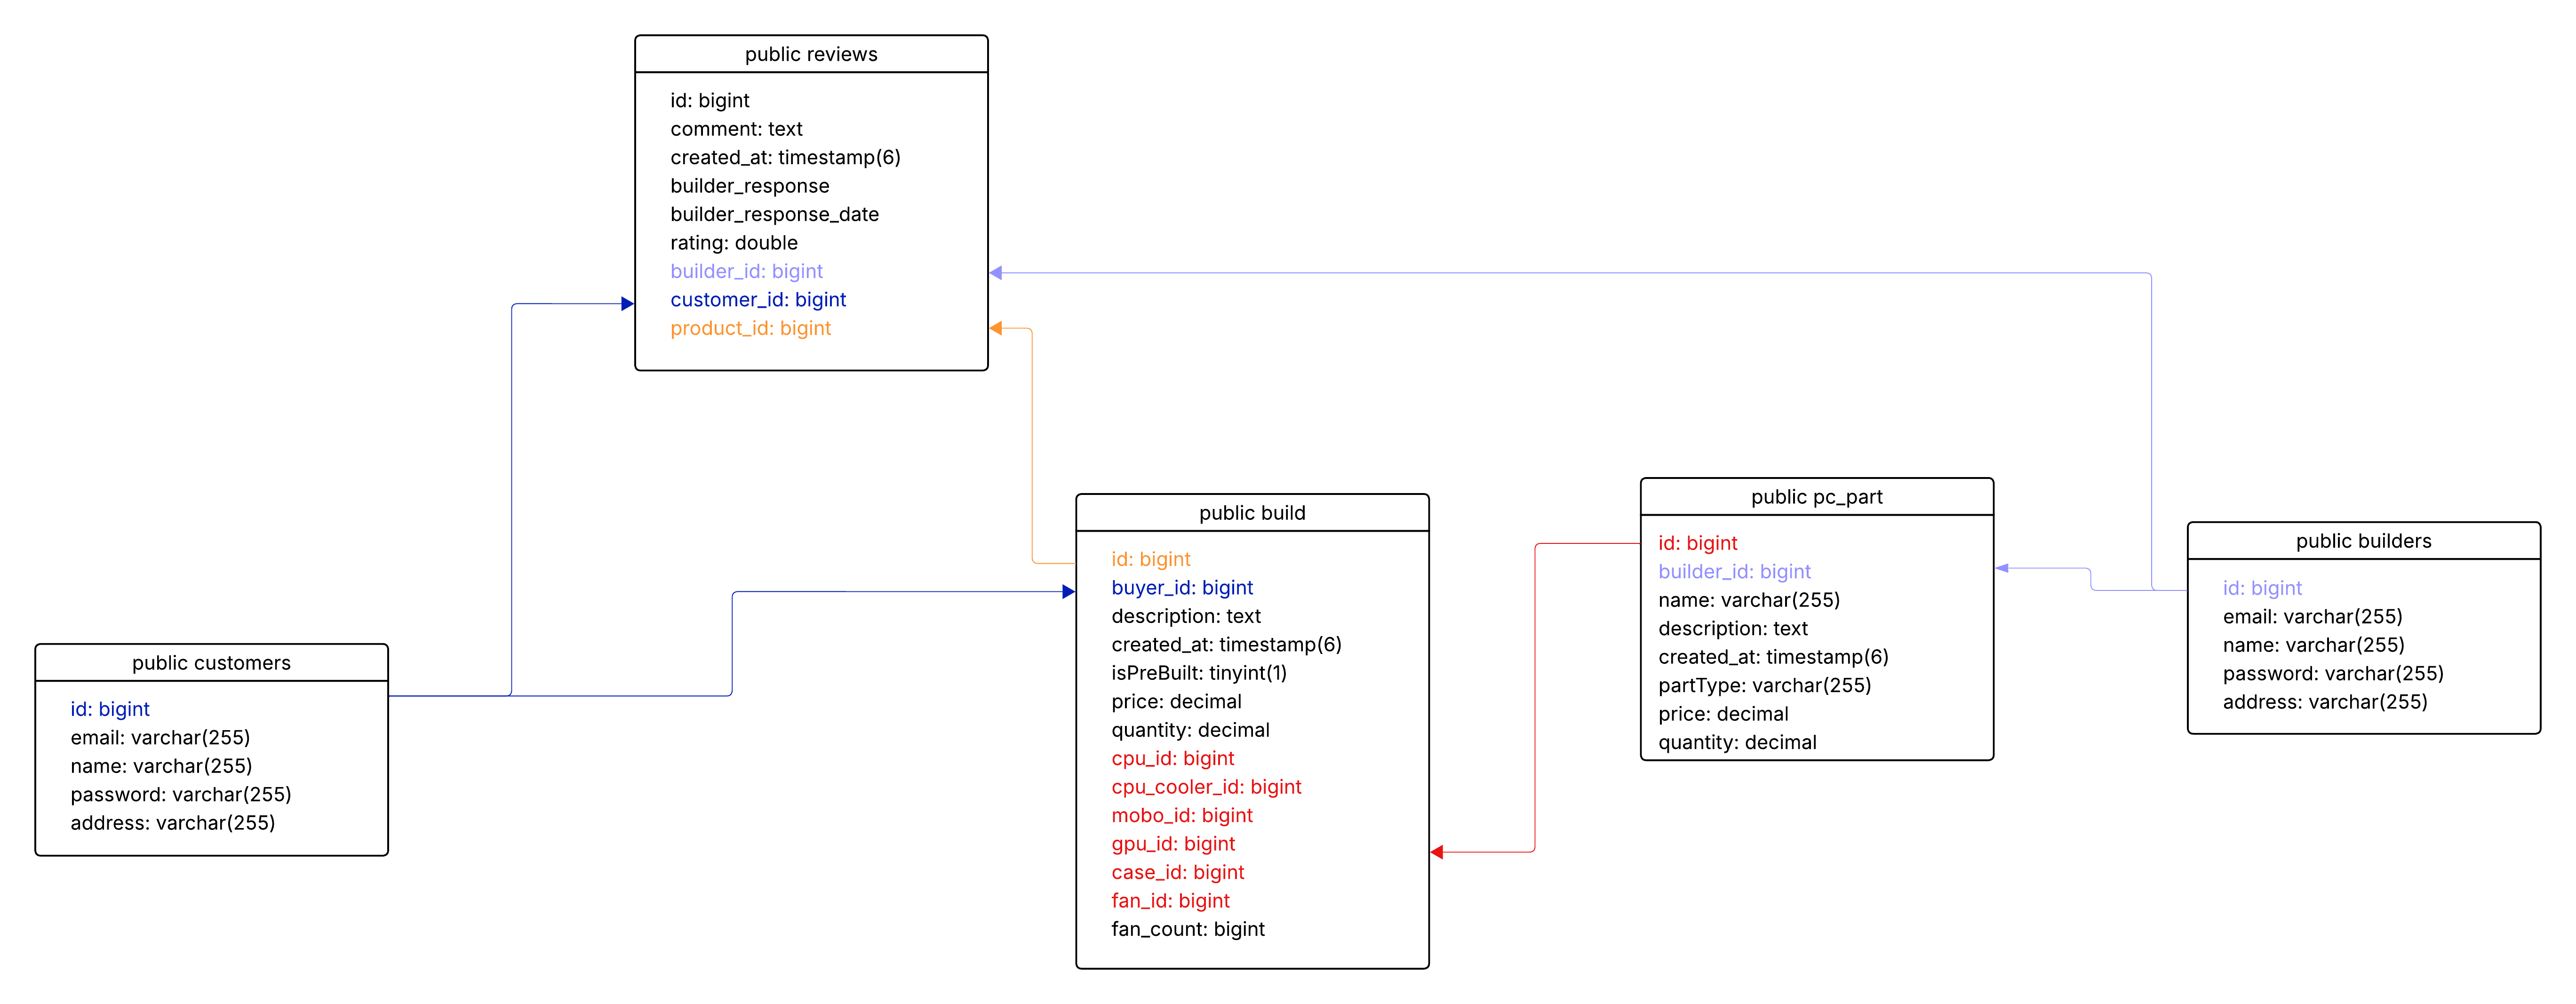 public reviews
id: bigint
comment: text
created_at: timestamp(6)
builder_response
builder_response_date
rating: double
builder_id: bigint
customer_id: bigint
product_id: bigint
public customers
id: bigint
email: varchar(255)
name: varchar(255)
password: varchar(255)
address: varchar(255)
public build
id: bigint
buyer_id: bigint
description: text
created_at: timestamp(6)
isPreBuilt: tinyint(1)
price: decimal
quantity: decimal
cpu_id: bigint
cpu_cooler_id: bigint
mobo_id: bigint
gpu_id: bigint
case_id: bigint
fan_id: bigint
fan_count: bigint
public pc_part
id: bigint
builder_id: bigint
name: varchar(255)
description: text
created_at: timestamp(6)
partType: varchar(255)
price: decimal
quantity: decimal
public builders
id: bigint
email: varchar(255)
name: varchar(255)
password: varchar(255)
address: varchar(255)